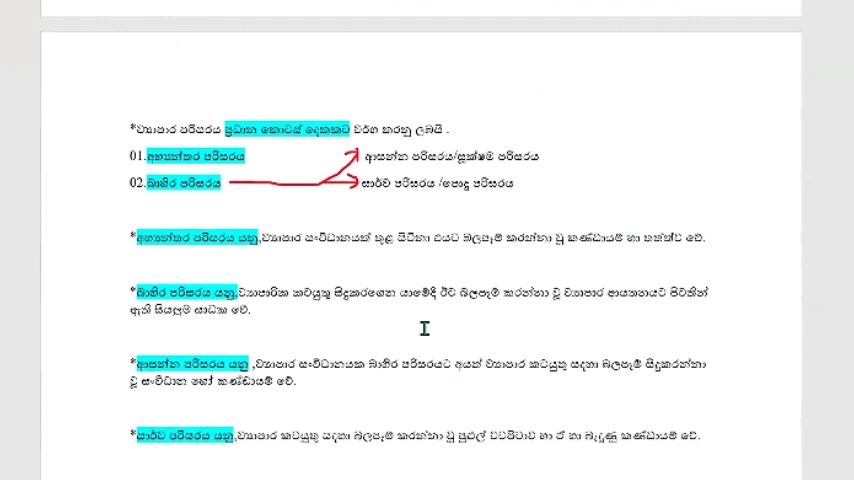 *ව්‍යාපාර පරිසරය ප්‍රධාන කොටස් දෙකකට වර්ග කරනු ලබයි .
01.අභ්‍යන්තර පරිසරය
ආසන්න පරිසරය/සූක්ෂම පරිසරය
02.බාහිර පරිසරය
සාර්ව පරිසරය /පොදු පරිසරය
*අභ්‍යන්තර පරිසරය යනු,ව්‍යාපාර සංවිධානයක් තුළ සිටිනා එයට බලපෑම් කරන්නා වූ කණ්ඩායම් හා තත්ත්ව වේ.
*බාහිර පරිසරය යනු,ව්‍යාපාරික කටයුතු සිදුකරගෙන යාමේදී ඊට බලපෑම් කරන්නා වූ ව්‍යාපාර ආයතනයට පිටතින්
ඇති සියලුම සාධක වේ.
*ආසන්න පරිසරය යනු ,ව්‍යාපාර සංවිධානයක බාහිර පරිසරයට අයත් ව්‍යාපාර කටයුතු සඳහා බලපෑම් සිදුකරන්නා
වූ සංවිධාන හෝ කණ්ඩායම් වේ.
*සාර්ව පරිසරය යනු,ව්‍යාපාර කටයුතු සඳහා බලපෑම් කරන්නා වූ පුළුල් වටපිටාව හා ඒ හා බැඳුණු කණ්ඩායම් වේ.